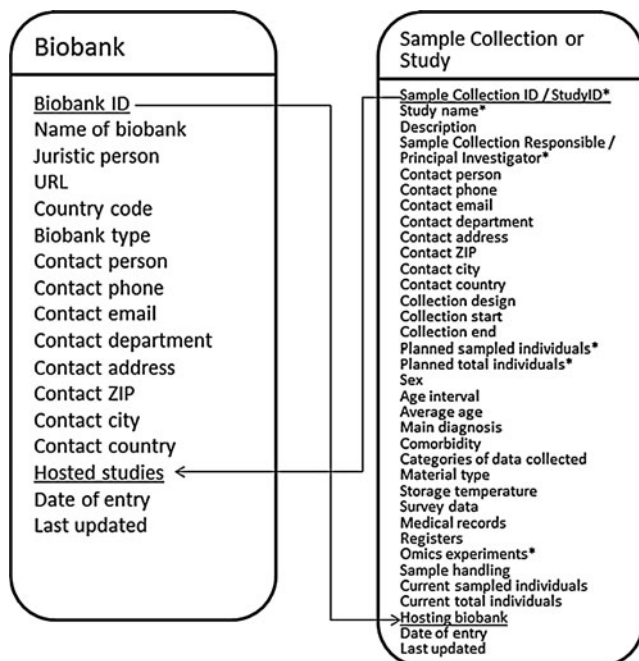 Biobank
Biobank ID
Name of biobank
Juristic person
URL
Country code
Biobank type
Contact person
Contact phone
Contact email
Contact department
Contact address
Contact ZIP
Contact city
Contact country
Hosted studies
Date of entry
Last updated
Sample Collection or
Study
Sample Collection ID / StudyID*
Study name*
Description
Sample Collection Responsible /
Principal Investigator*
Contact person
Contact phone
Contact email
Contact department
Contact address
Contact ZIP
Contact city
Contact country
Collection design
Collection start
Collection end
Planned sampled individuals*
Planned total individuals*
Sex
Age interval
Average age
Main diagnosis
Comorbidity
Categories of data collected
Material type
Storage temperature
Survey data
Medical records
Registers
Omics experiments*
Sample handling
Current sampled individuals
Current total individuals
Hosting biobank
Date of entry
Last updated